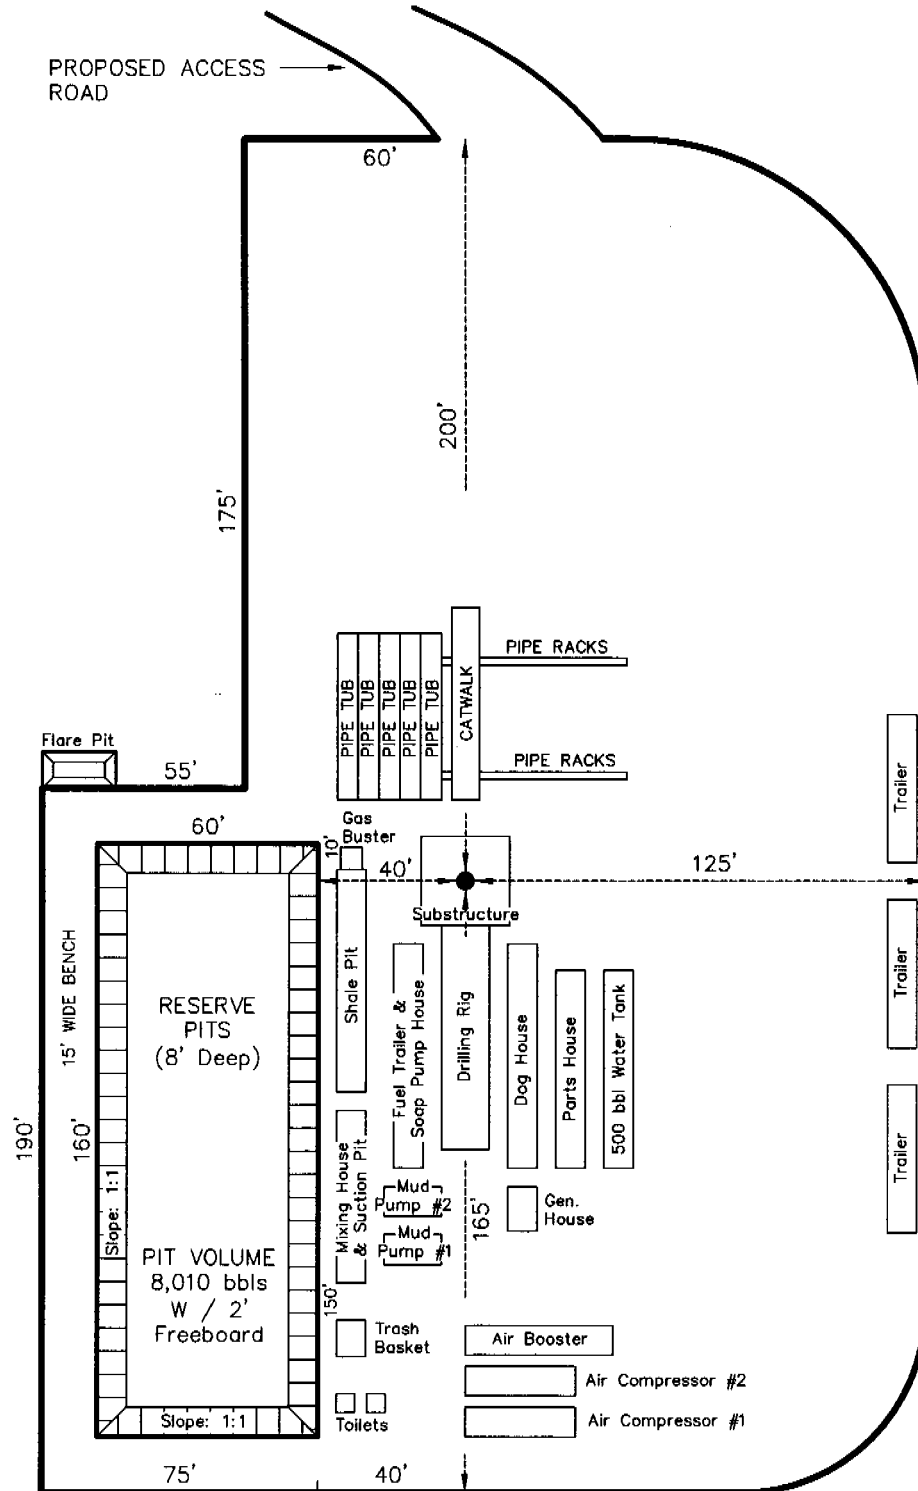 PROPOSED ACCESS
ROAD
60'
200'
175'
PIPE RACKS
PIPE TUB
PIPE TUB
PIPE TUB
PIPE TUB
PIPE TUB
CATWALK
PIPE RACKS
Flare Pit
55'
Trailer
60'
Gas
Buster
10'
40'
125'
Substructure
15' WIDE BENCH
RESERVE
PITS
(8' Deep)
Shale Pit
Fuel Trailer &
Soap Pump House
Drilling Rig
Dog House
Parts House
500 bbl Water Tank
Trailer
190'
160'
Slope: 1:1
PIT VOLUME
8,010 bbls
W / 2'
Freeboard
Mixing House
& Suction Pit
Mud
Pump #2
Mud
Pump #1
165'
Gen.
House
Trailer
150'
Trash
Basket
Air Booster
Air Compressor #2
Toilets
Air Compressor #1
Slope: 1:1
75'
40'